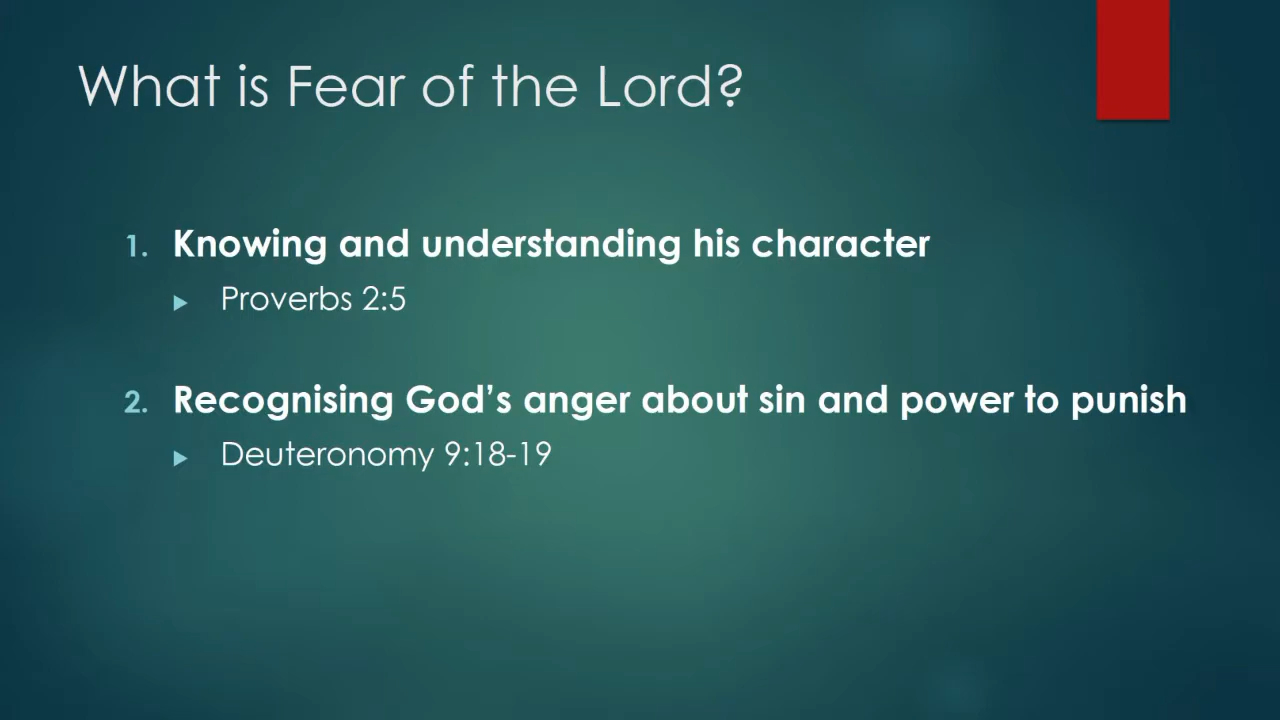 What is Fear of the Lord?
1. Knowing and understanding his character
▶ Proverbs 2:5
2. Recognising God’s anger about sin and power to punish
▶ Deuteronomy 9:18-19